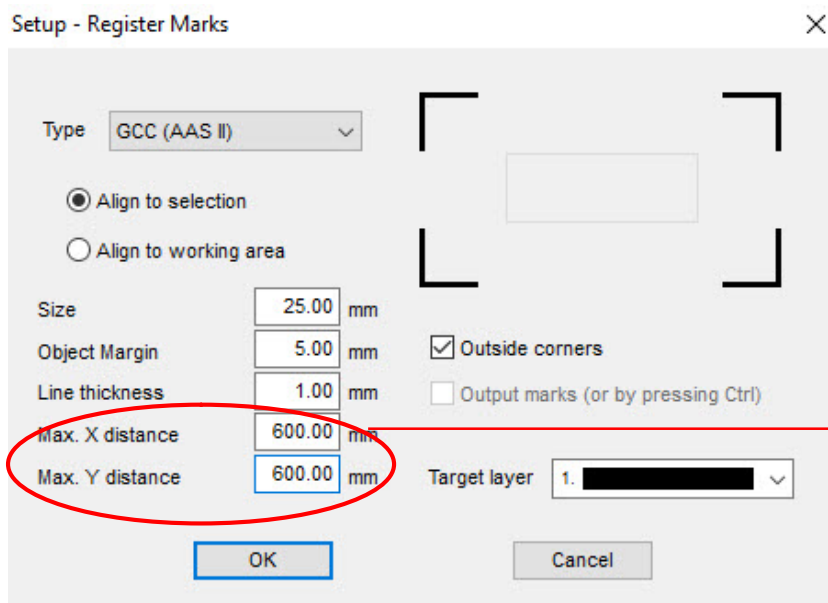 Setup - Register Marks
Type GCC (AAS II)
Align to selection
Align to working area
Size 25.00 mm
Object Margin 5.00 mm
Outside corners
Line thickness 1.00 mm
Output marks (or by pressing Ctrl)
Max. X distance 600.00 mm
Max. Y distance 600.00 mm
Target layer 1.
OK Cancel